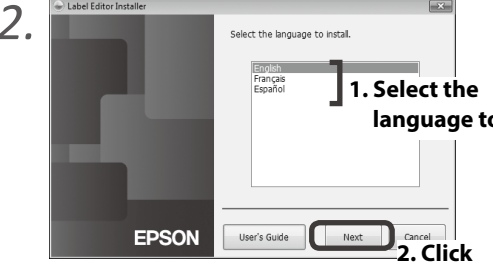 2.
Label Editor Installer
Select the language to install.
English
Français
Español
1. Select the
language to
EPSON
User's Guide
Next
Cancel
2. Click